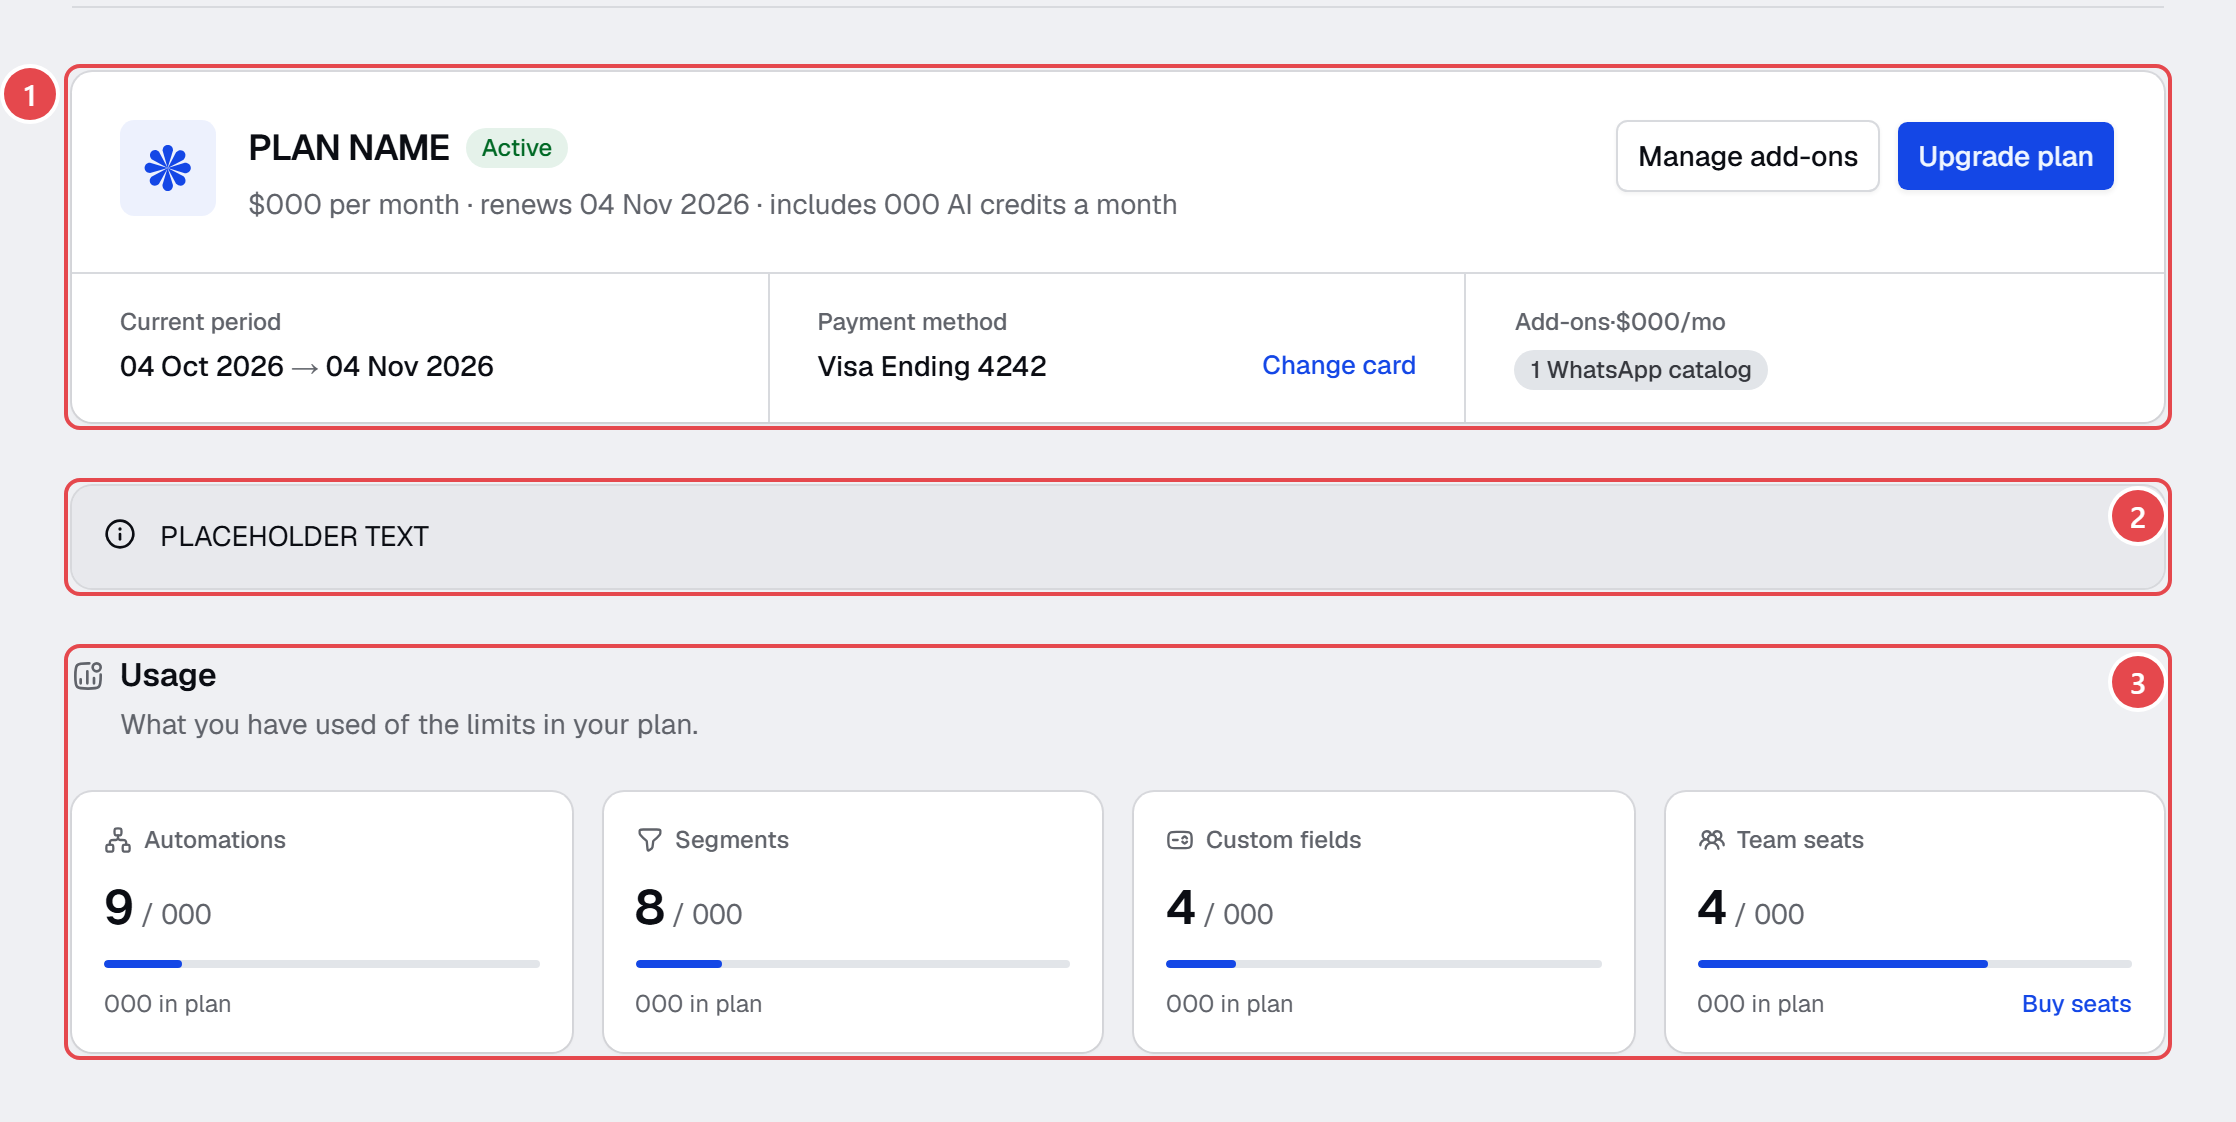 1
PLAN NAME Active
$000 per month · renews 04 Nov 2026 · includes 000 AI credits a month
Manage add-ons
Upgrade plan
Current period
04 Oct 2026 → 04 Nov 2026
Payment method
Visa Ending 4242
Change card
Add-ons·$000/mo
1 WhatsApp catalog
PLACEHOLDER TEXT
2
Usage
3
What you have used of the limits in your plan.
Automations
9 / 000
000 in plan
Segments
8 / 000
000 in plan
Custom fields
4 / 000
000 in plan
Team seats
4 / 000
000 in plan
Buy seats